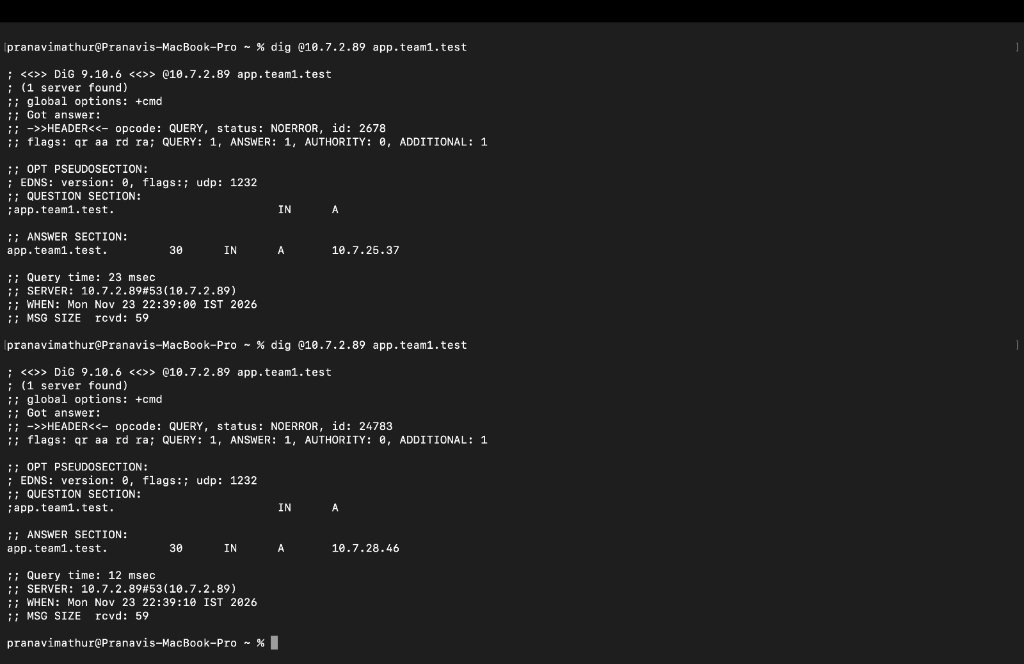 [pranavimathur@Pranavis-MacBook-Pro ~ % dig @10.7.2.89 app.team1.test ]
; <<>> DiG 9.10.6 <<>> @10.7.2.89 app.team1.test
; (1 server found)
;; global options: +cmd
;; Got answer:
;; ->>HEADER<<- opcode: QUERY, status: NOERROR, id: 2678
;; flags: qr aa rd ra; QUERY: 1, ANSWER: 1, AUTHORITY: 0, ADDITIONAL: 1
;; OPT PSEUDOSECTION:
; EDNS: version: 0, flags:; udp: 1232
;; QUESTION SECTION:
;app.team1.test. IN A
;; ANSWER SECTION:
app.team1.test. 30 IN A 10.7.25.37
;; Query time: 23 msec
;; SERVER: 10.7.2.89#53(10.7.2.89)
;; WHEN: Mon Nov 23 22:39:00 IST 2026
;; MSG SIZE rcvd: 59
[pranavimathur@Pranavis-MacBook-Pro ~ % dig @10.7.2.89 app.team1.test ]
; <<>> DiG 9.10.6 <<>> @10.7.2.89 app.team1.test
; (1 server found)
;; global options: +cmd
;; Got answer:
;; ->>HEADER<<- opcode: QUERY, status: NOERROR, id: 24783
;; flags: qr aa rd ra; QUERY: 1, ANSWER: 1, AUTHORITY: 0, ADDITIONAL: 1
;; OPT PSEUDOSECTION:
; EDNS: version: 0, flags:; udp: 1232
;; QUESTION SECTION:
;app.team1.test. IN A
;; ANSWER SECTION:
app.team1.test. 30 IN A 10.7.28.46
;; Query time: 12 msec
;; SERVER: 10.7.2.89#53(10.7.2.89)
;; WHEN: Mon Nov 23 22:39:10 IST 2026
;; MSG SIZE rcvd: 59
pranavimathur@Pranavis-MacBook-Pro ~ %